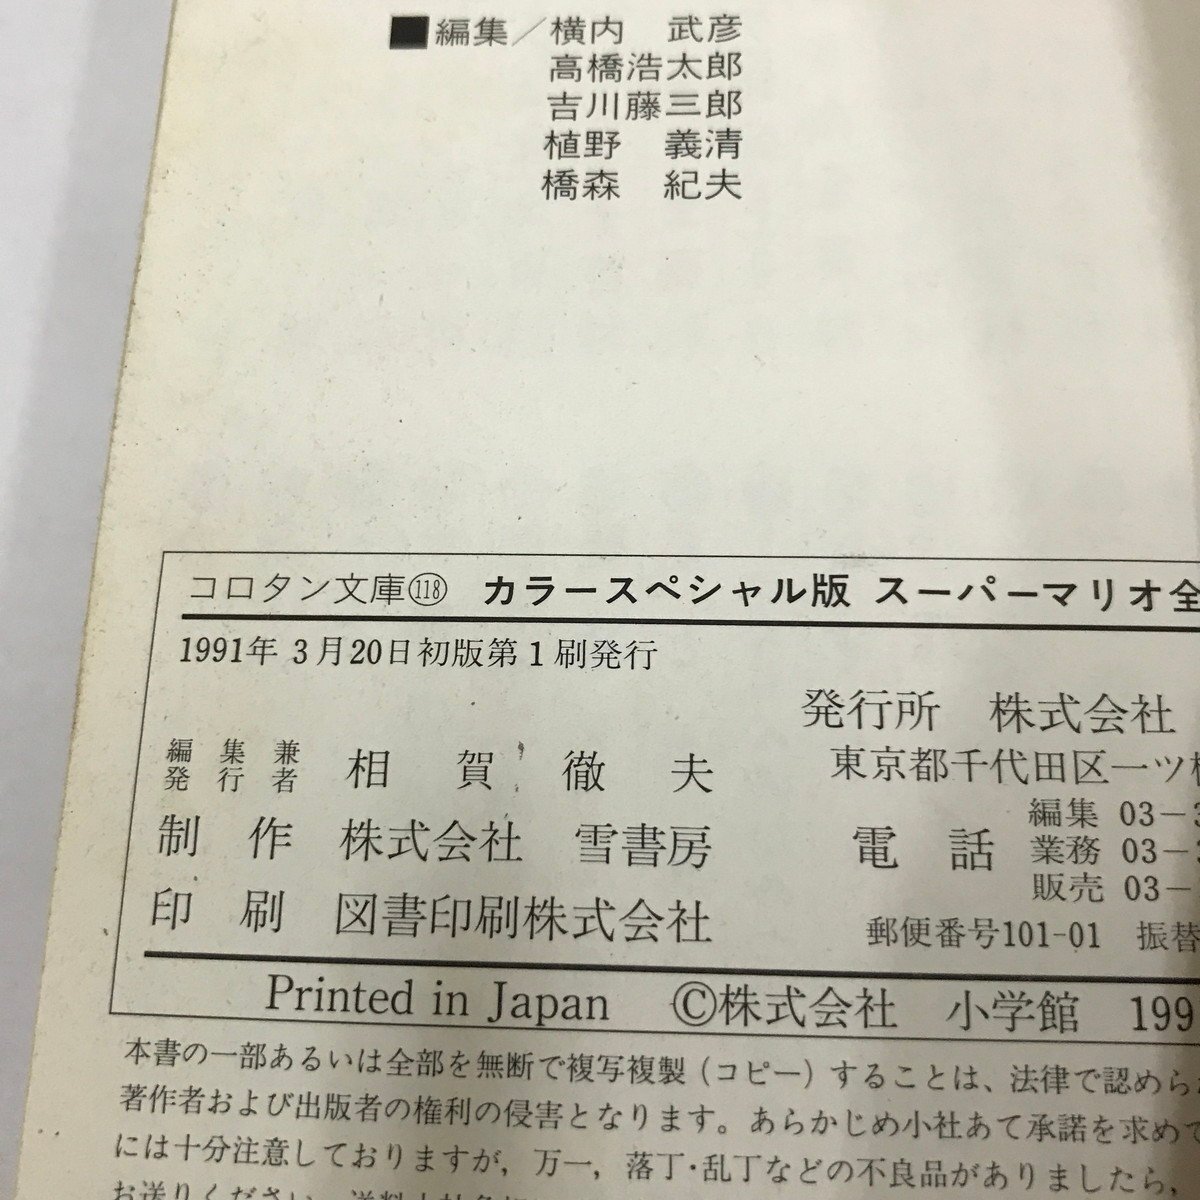 ■編集／横内　武彦
高橋浩太郎
吉川藤三郎
植野　義清
橋森　紀夫
コロタン文庫118　カラースペシャル版 スーパーマリオ全
1991年 3月20日初版第1刷発行
発行所　株式会社
編集兼発行者　相賀徹夫
東京都千代田区一ツ
編集 03-3
制作　株式会社　雪書房
電話　業務 03-3
販売 03-
印刷　図書印刷株式会社
郵便番号101-01　振替
Printed in Japan　©株式会社　小学館　199
本書の一部あるいは全部を無断で複写複製（コピー）することは、法律で認めら
著作者および出版者の権利の侵害となります。あらかじめ小社あて承諾を求めて
には十分注意しておりますが，万一，落丁・乱丁などの不良品がありましたら，
お送りください